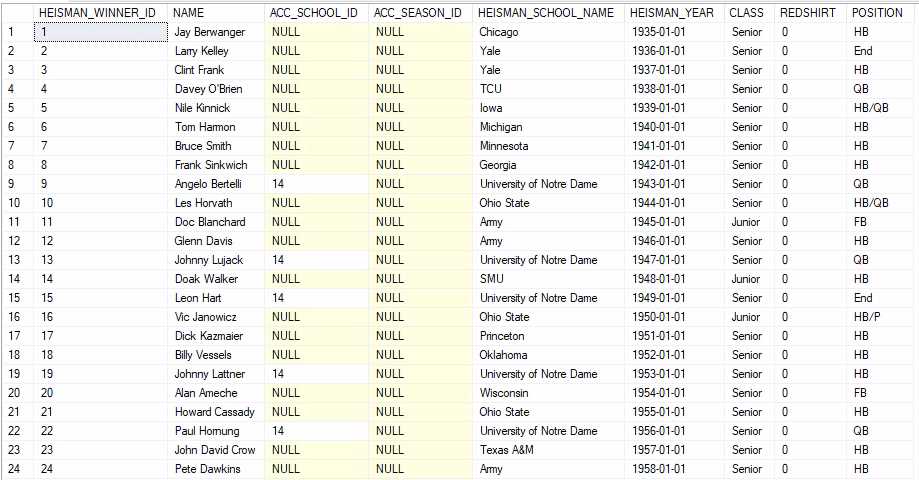 HEISMAN_WINNER_ID NAME ACC_SCHOOL_ID ACC_SEASON_ID HEISMAN_SCHOOL_NAME HEISMAN_YEAR CLASS REDSHIRT POSITION
1 1 Jay Berwanger NULL NULL Chicago 1935-01-01 Senior 0 HB
2 2 Larry Kelley NULL NULL Yale 1936-01-01 Senior 0 End
3 3 Clint Frank NULL NULL Yale 1937-01-01 Senior 0 HB
4 4 Davey O'Brien NULL NULL TCU 1938-01-01 Senior 0 QB
5 5 Nile Kinnick NULL NULL Iowa 1939-01-01 Senior 0 HB/QB
6 6 Tom Harmon NULL NULL Michigan 1940-01-01 Senior 0 HB
7 7 Bruce Smith NULL NULL Minnesota 1941-01-01 Senior 0 HB
8 8 Frank Sinkwich NULL NULL Georgia 1942-01-01 Senior 0 HB
9 9 Angelo Bertelli 14 NULL University of Notre Dame 1943-01-01 Senior 0 QB
10 10 Les Horvath NULL NULL Ohio State 1944-01-01 Senior 0 HB/QB
11 11 Doc Blanchard NULL NULL Army 1945-01-01 Junior 0 FB
12 12 Glenn Davis NULL NULL Army 1946-01-01 Senior 0 HB
13 13 Johnny Lujack 14 NULL University of Notre Dame 1947-01-01 Senior 0 QB
14 14 Doak Walker NULL NULL SMU 1948-01-01 Junior 0 HB
15 15 Leon Hart 14 NULL University of Notre Dame 1949-01-01 Senior 0 End
16 16 Vic Janowicz NULL NULL Ohio State 1950-01-01 Junior 0 HB/P
17 17 Dick Kazmaier NULL NULL Princeton 1951-01-01 Senior 0 HB
18 18 Billy Vessels NULL NULL Oklahoma 1952-01-01 Senior 0 HB
19 19 Johnny Lattner 14 NULL University of Notre Dame 1953-01-01 Senior 0 HB
20 20 Alan Ameche NULL NULL Wisconsin 1954-01-01 Senior 0 FB
21 21 Howard Cassady NULL NULL Ohio State 1955-01-01 Senior 0 HB
22 22 Paul Hornung 14 NULL University of Notre Dame 1956-01-01 Senior 0 QB
23 23 John David Crow NULL NULL Texas A&M 1957-01-01 Senior 0 HB
24 24 Pete Dawkins NULL NULL Army 1958-01-01 Senior 0 HB